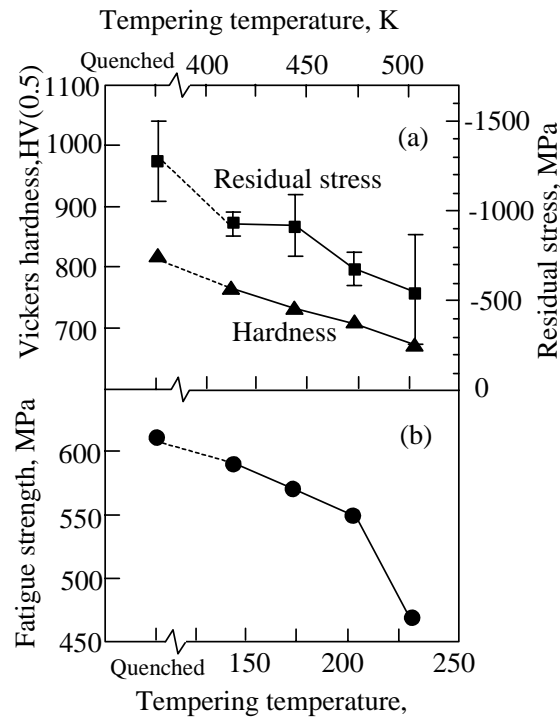 Tempering temperature, K
Quenched 400 450 500
1100
1000
900
800
700
Vickers hardness,HV(0.5)
(a)
Residual stress
Hardness
-1500
-1000
-500
0
Residual stress, MPa
(b)
600
550
500
450
Fatigue strength, MPa
Quenched 150 200 250
Tempering temperature,